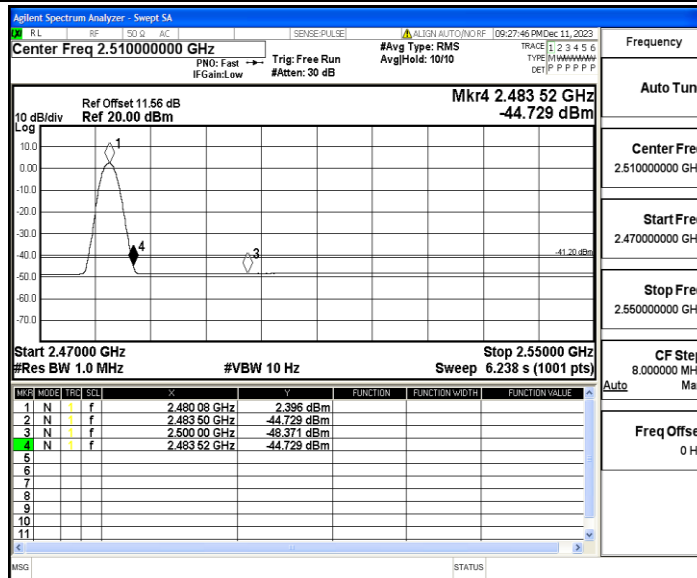 Agilent Spectrum Analyzer - Swept SA
RL RF 50 Ω AC SENSE:PULSE ALIGN AUTO/NO RF 09:27:46 PM Dec 11, 2023
Center Freq 2.510000000 GHz
PNO: Fast Trig: Free Run
IFGain:Low #Atten: 30 dB
#Avg Type: RMS
Avg|Hold: 10/10
TRACE 1 2 3 4 5 6
TYPE M
DET P P P P P P
Mkr4 2.483 52 GHz
-44.729 dBm
Ref Offset 11.56 dB
10 dB/div Ref 20.00 dBm
Log
10.0
0.00
-10.0
-20.0
-30.0
-40.0
-50.0
-60.0
-70.0
1
4
3
-41.20 dBm
Start 2.47000 GHz Stop 2.55000 GHz
#Res BW 1.0 MHz #VBW 10 Hz Sweep 6.238 s (1001 pts)
MKR MODE TRC SCL X Y FUNCTION FUNCTION WIDTH FUNCTION VALUE
1 N 1 f 2.480 08 GHz 2.396 dBm
2 N 1 f 2.483 50 GHz -44.729 dBm
3 N 1 f 2.500 00 GHz -48.371 dBm
4 N 1 f 2.483 52 GHz -44.729 dBm
5
6
7
8
9
10
11
MSG STATUS
Frequency
Auto Tun
Center Fre
2.510000000 GH
Start Fre
2.470000000 GH
Stop Fre
2.550000000 GH
CF Step
8.000000 MH
Auto Ma
Freq Offse
0 H